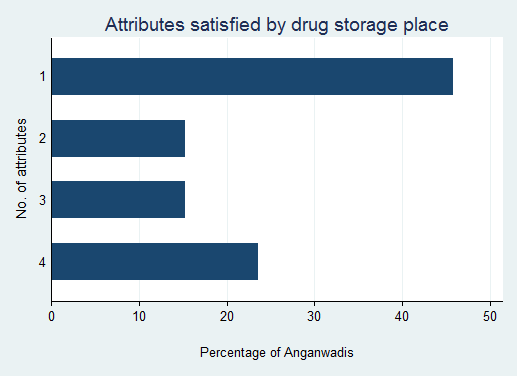 Attributes satisfied by drug storage place
No. of attributes
1
2
3
4
0 10 20 30 40 50
Percentage of Anganwadis